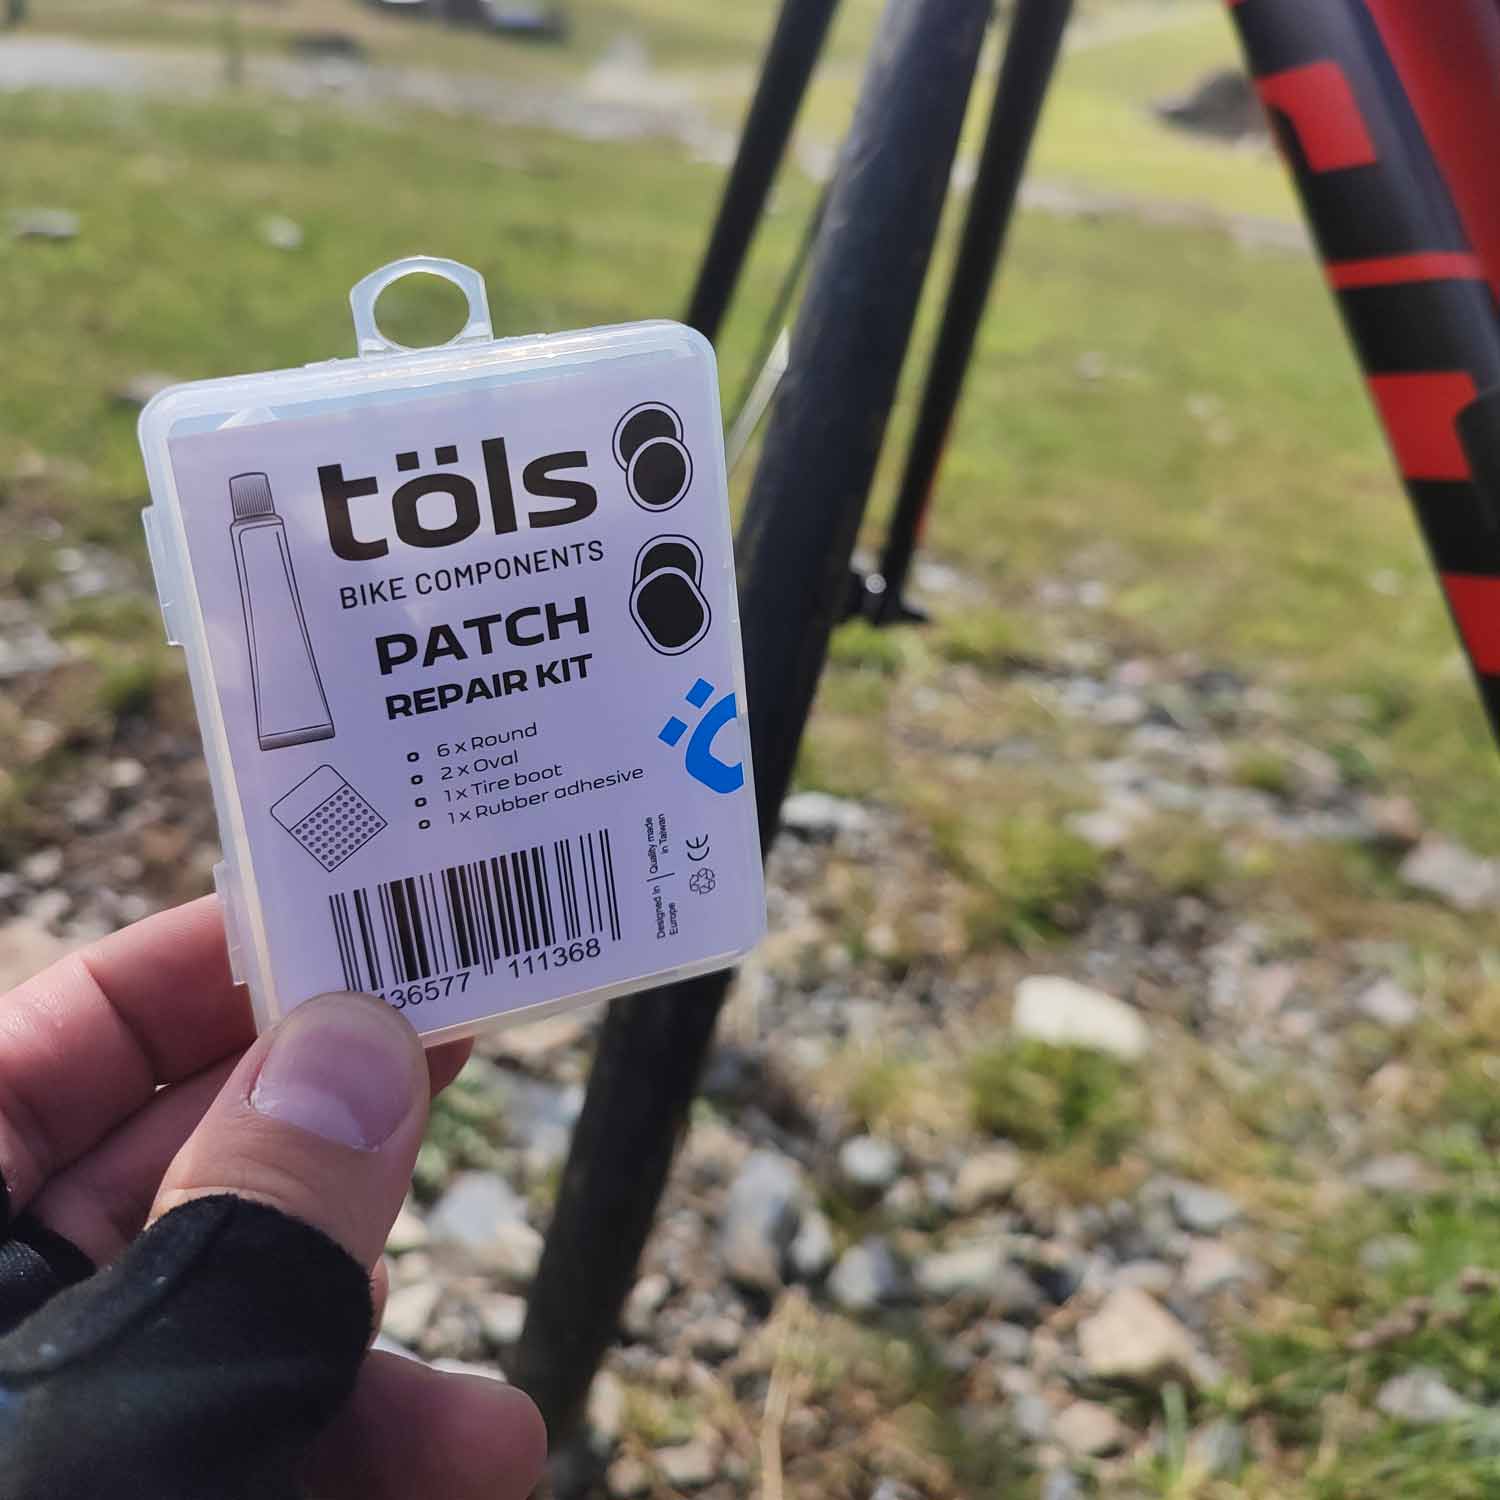 töls
BIKE COMPONENTS
PATCH
REPAIR KIT
6 x Round
2 x Oval
1 x Tire boot
1 x Rubber adhesive
Designed in Europe
Quality made in Taiwan
CE
436577 111368